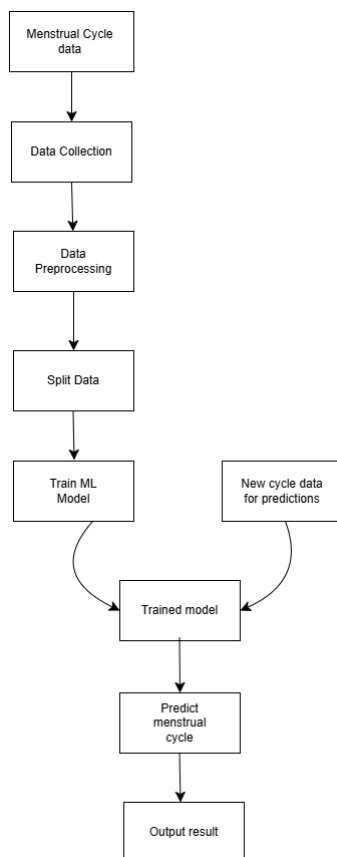 Menstrual Cycle
data
Data Collection
Data
Preprocessing
Split Data
Train ML
Model
New cycle data
for predictions
Trained model
Predict
menstrual
cycle
Output result